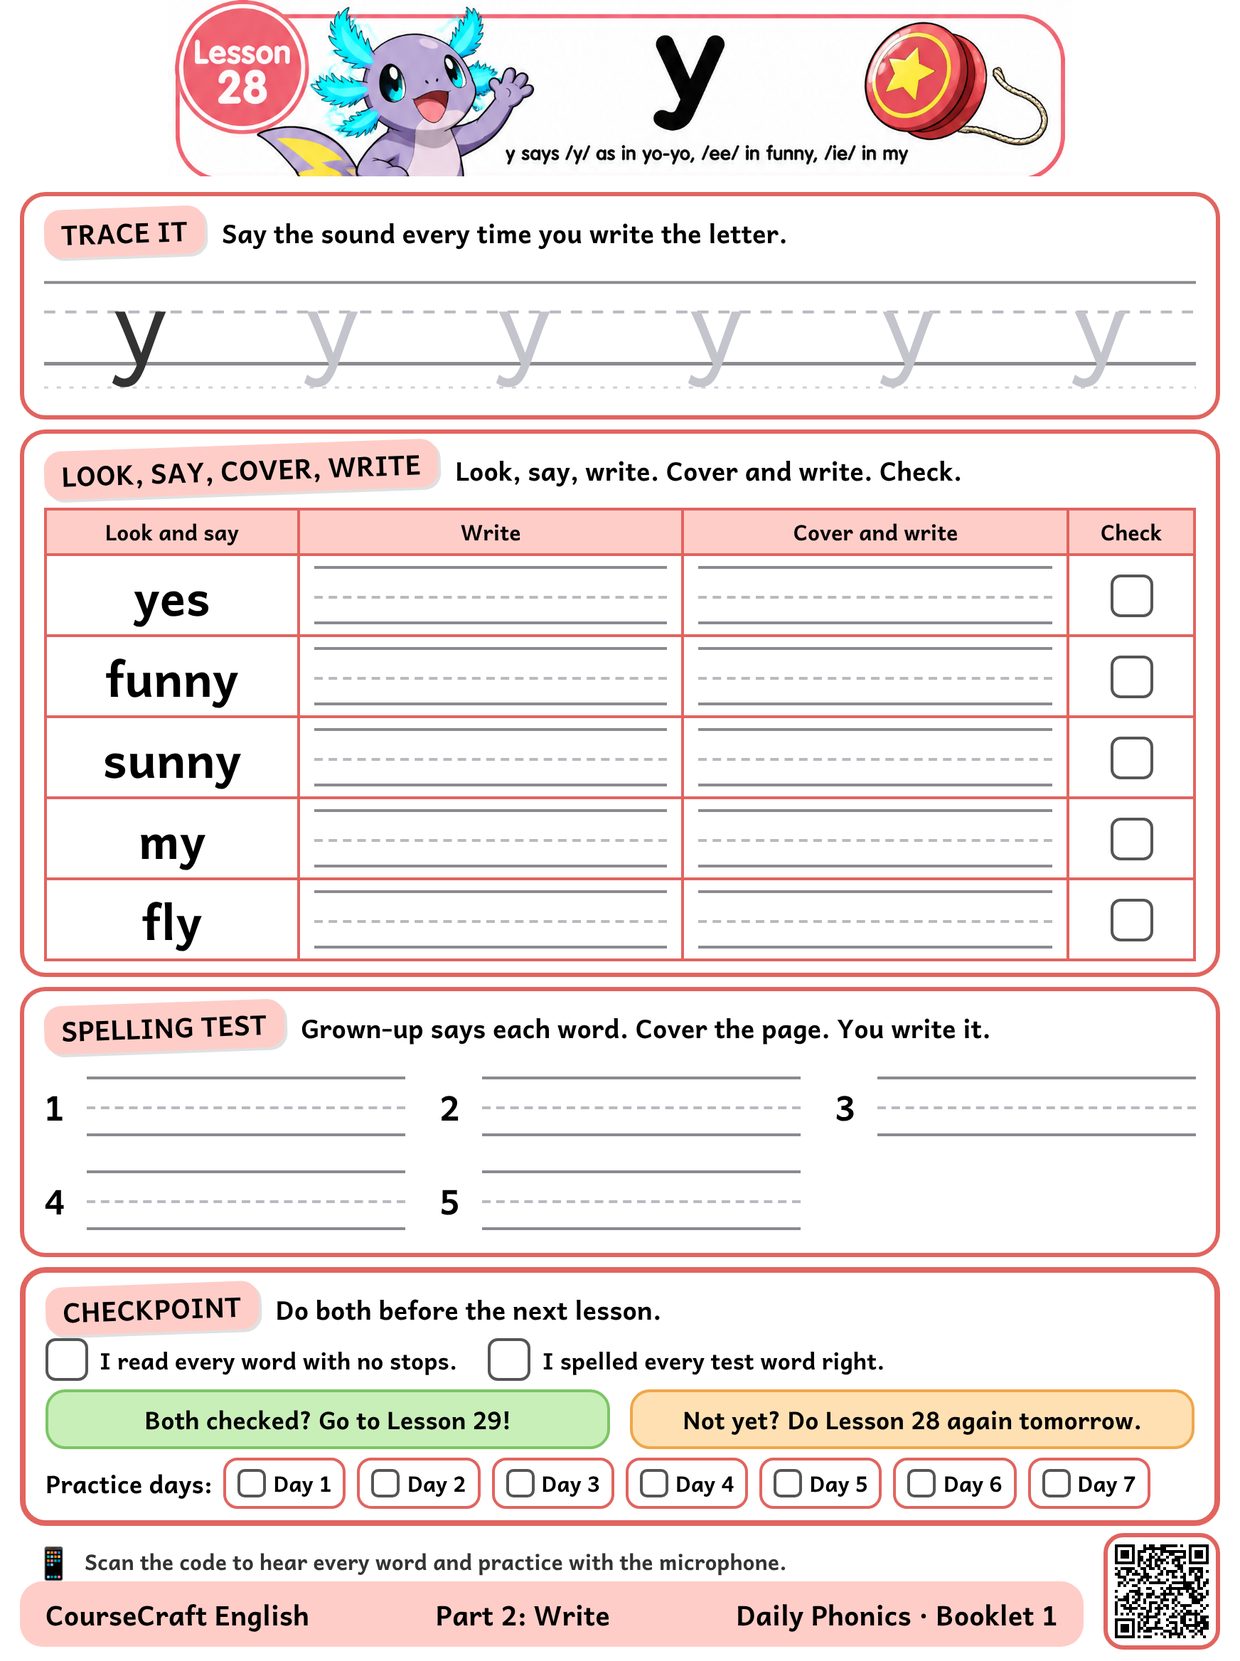 Lesson
28
y
y says /y/ as in yo-yo, /ee/ in funny, /ie/ in my
TRACE IT Say the sound every time you write the letter.
y y y y y y
LOOK, SAY, COVER, WRITE Look, say, write. Cover and write. Check.
Look and say Write Cover and write Check
yes
funny
sunny
my
fly
SPELLING TEST Grown-up says each word. Cover the page. You write it.
1 2 3
4 5
CHECKPOINT Do both before the next lesson.
I read every word with no stops. I spelled every test word right.
Both checked? Go to Lesson 29! Not yet? Do Lesson 28 again tomorrow.
Practice days: Day 1 Day 2 Day 3 Day 4 Day 5 Day 6 Day 7
Scan the code to hear every word and practice with the microphone.
CourseCraft English Part 2: Write Daily Phonics · Booklet 1